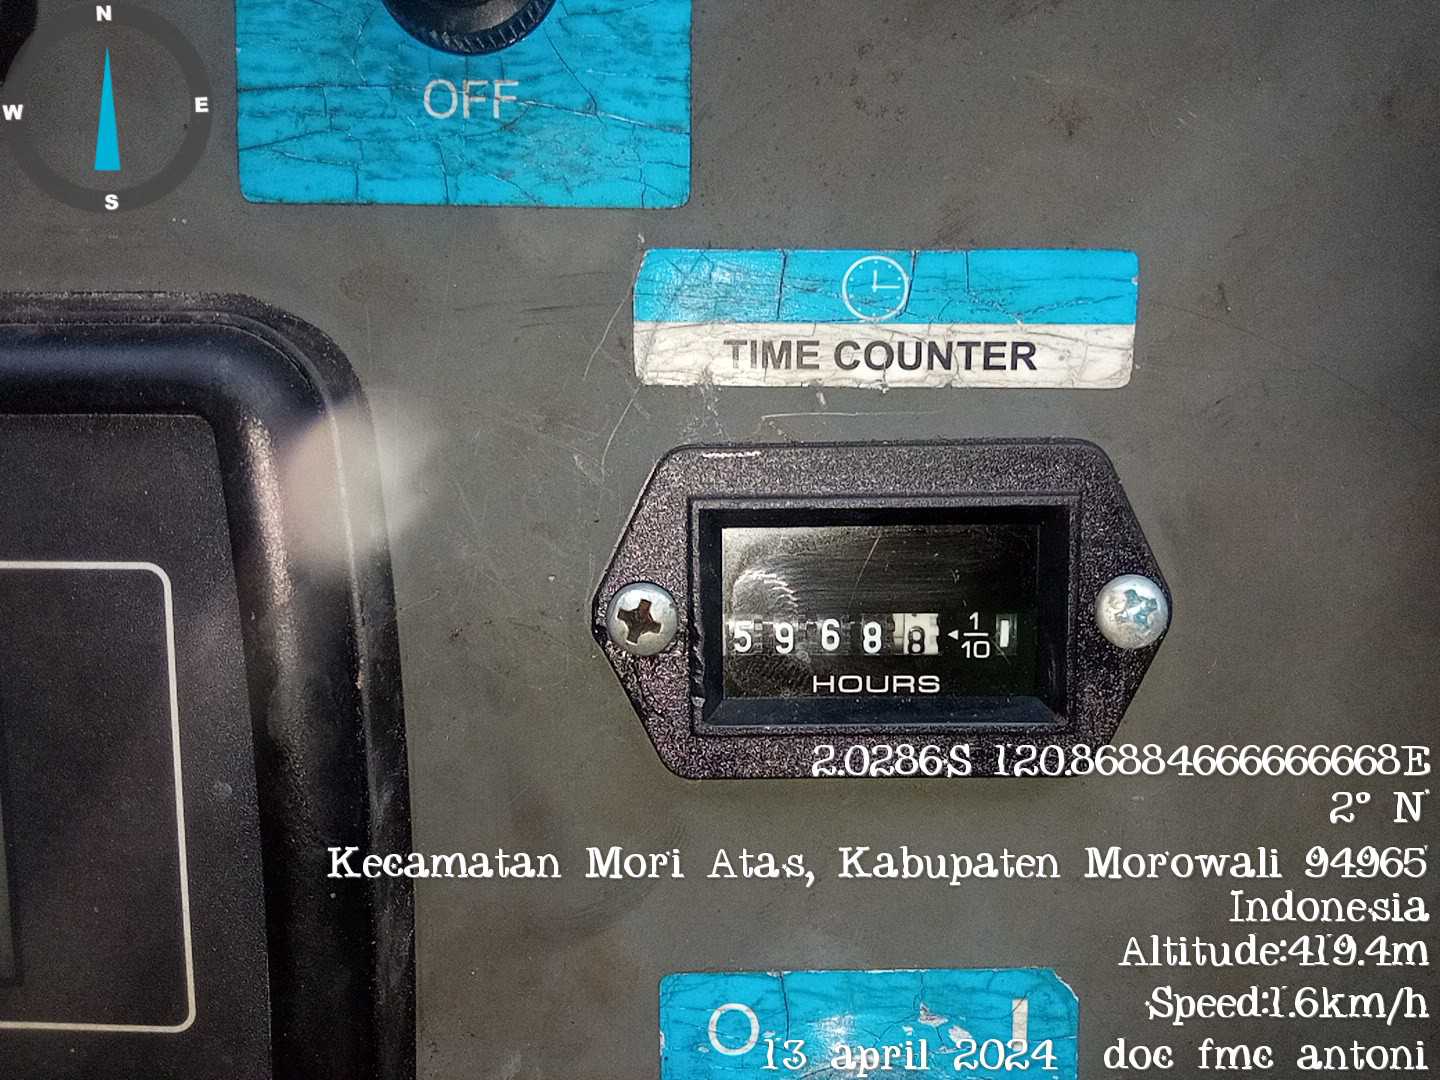 N
W E
S
OFF
TIME COUNTER
5 9 6 8 8 1/10
HOURS
2.0286S 120.86884666666668E
2° N
Kecamatan Mori Atas, Kabupaten Morowali 94965
Indonesia
Altitude:419.4m
Speed:1.6km/h
O I
13 april 2024 doc fmc antoni